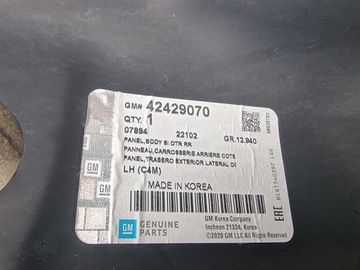 GM# 42429070
QTY. 1
07894 22102 GR.12.940
PANEL,BODY SI OTR RR
PANNEAU,CARROSSERIE ARRIERE COTE
PANEL,TRASERO EXTERIOR LATERAL DI
LH (C4M)
MADE IN KOREA
gm
GENUINE
PARTS
GM Korea Company
Incheon 21334, Korea
©2020 GM LLC All Rights Res.
EAC